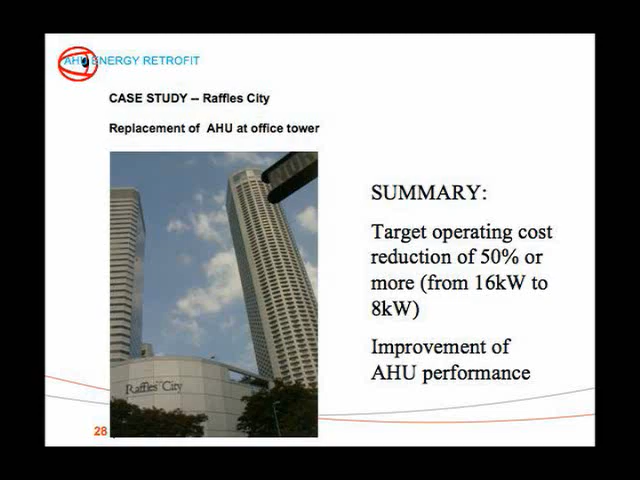 AHU ENERGY RETROFIT
CASE STUDY -- Raffles City
Replacement of AHU at office tower
SUMMARY:
Target operating cost
reduction of 50% or
more (from 16kW to
8kW)
Improvement of
AHU performance
Raffles City
28